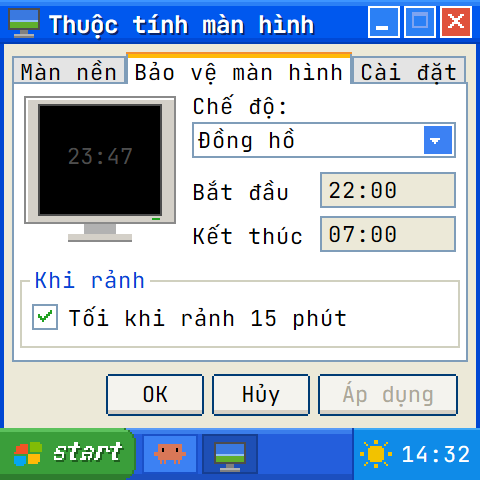 Thuộc tính màn hình
Màn nền Bảo vệ màn hình Cài đặt
Chế độ:
23:47
Đồng hồ
Bắt đầu 22:00
Kết thúc 07:00
Khi rảnh
Tối khi rảnh 15 phút
OK Hủy Áp dụng
start 14:32